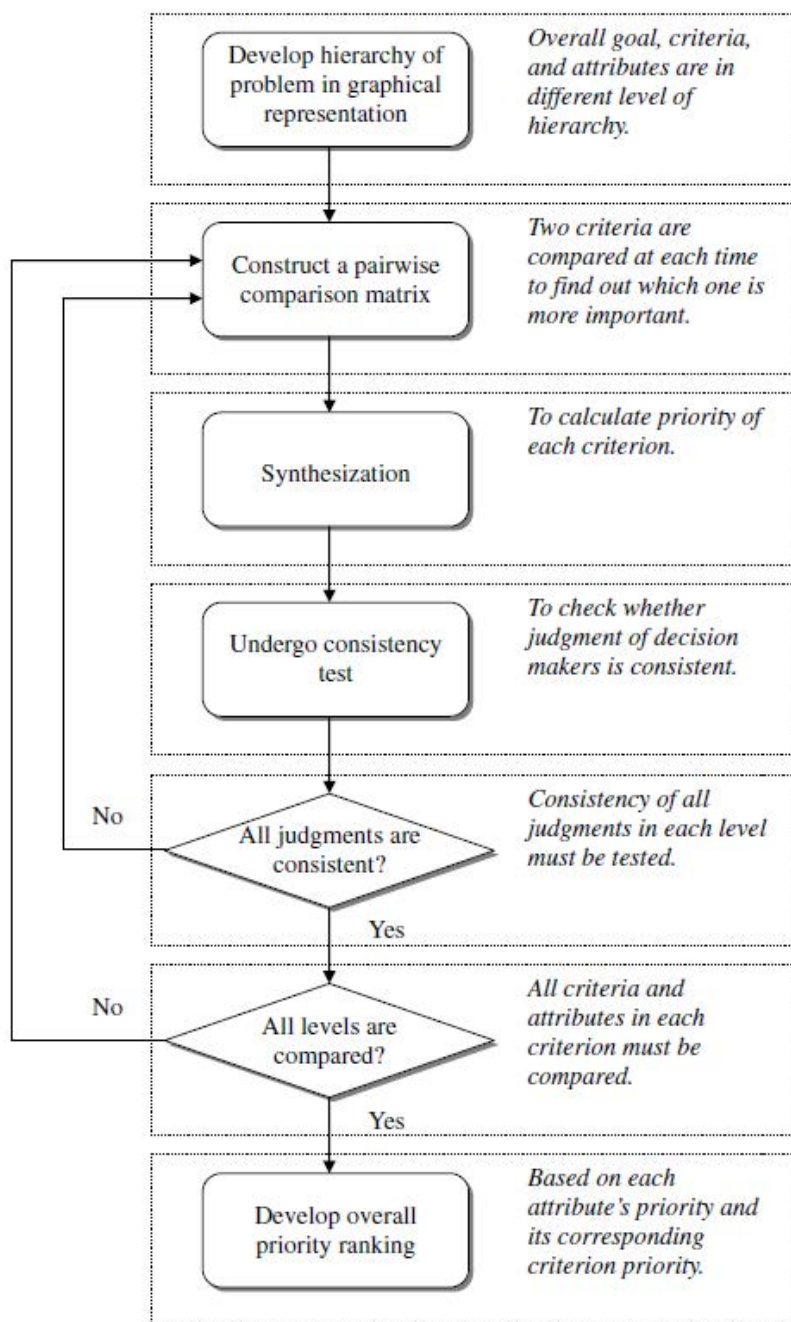 Develop hierarchy of
problem in graphical
representation
Overall goal, criteria,
and attributes are in
different level of
hierarchy.
Construct a pairwise
comparison matrix
Two criteria are
compared at each time
to find out which one is
more important.
Synthesization
To calculate priority of
each criterion.
Undergo consistency
test
To check whether
judgment of decision
makers is consistent.
No
All judgments are
consistent?
Consistency of all
judgments in each level
must be tested.
Yes
No
All levels are
compared?
All criteria and
attributes in each
criterion must be
compared.
Yes
Develop overall
priority ranking
Based on each
attribute's priority and
its corresponding
criterion priority.